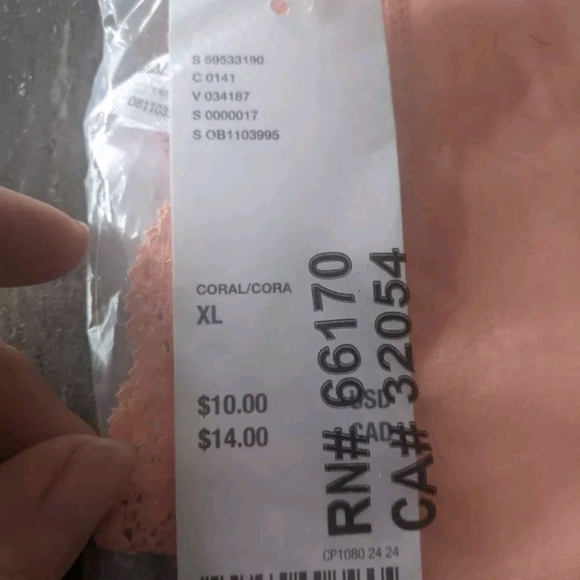 S 59533190
C 0141
V 034187
S 0000017
S OB1103995
CORAL/CORA
XL
$10.00 USD
$14.00 CAD
RN# 66170
CA# 32054
CP1080 24 24